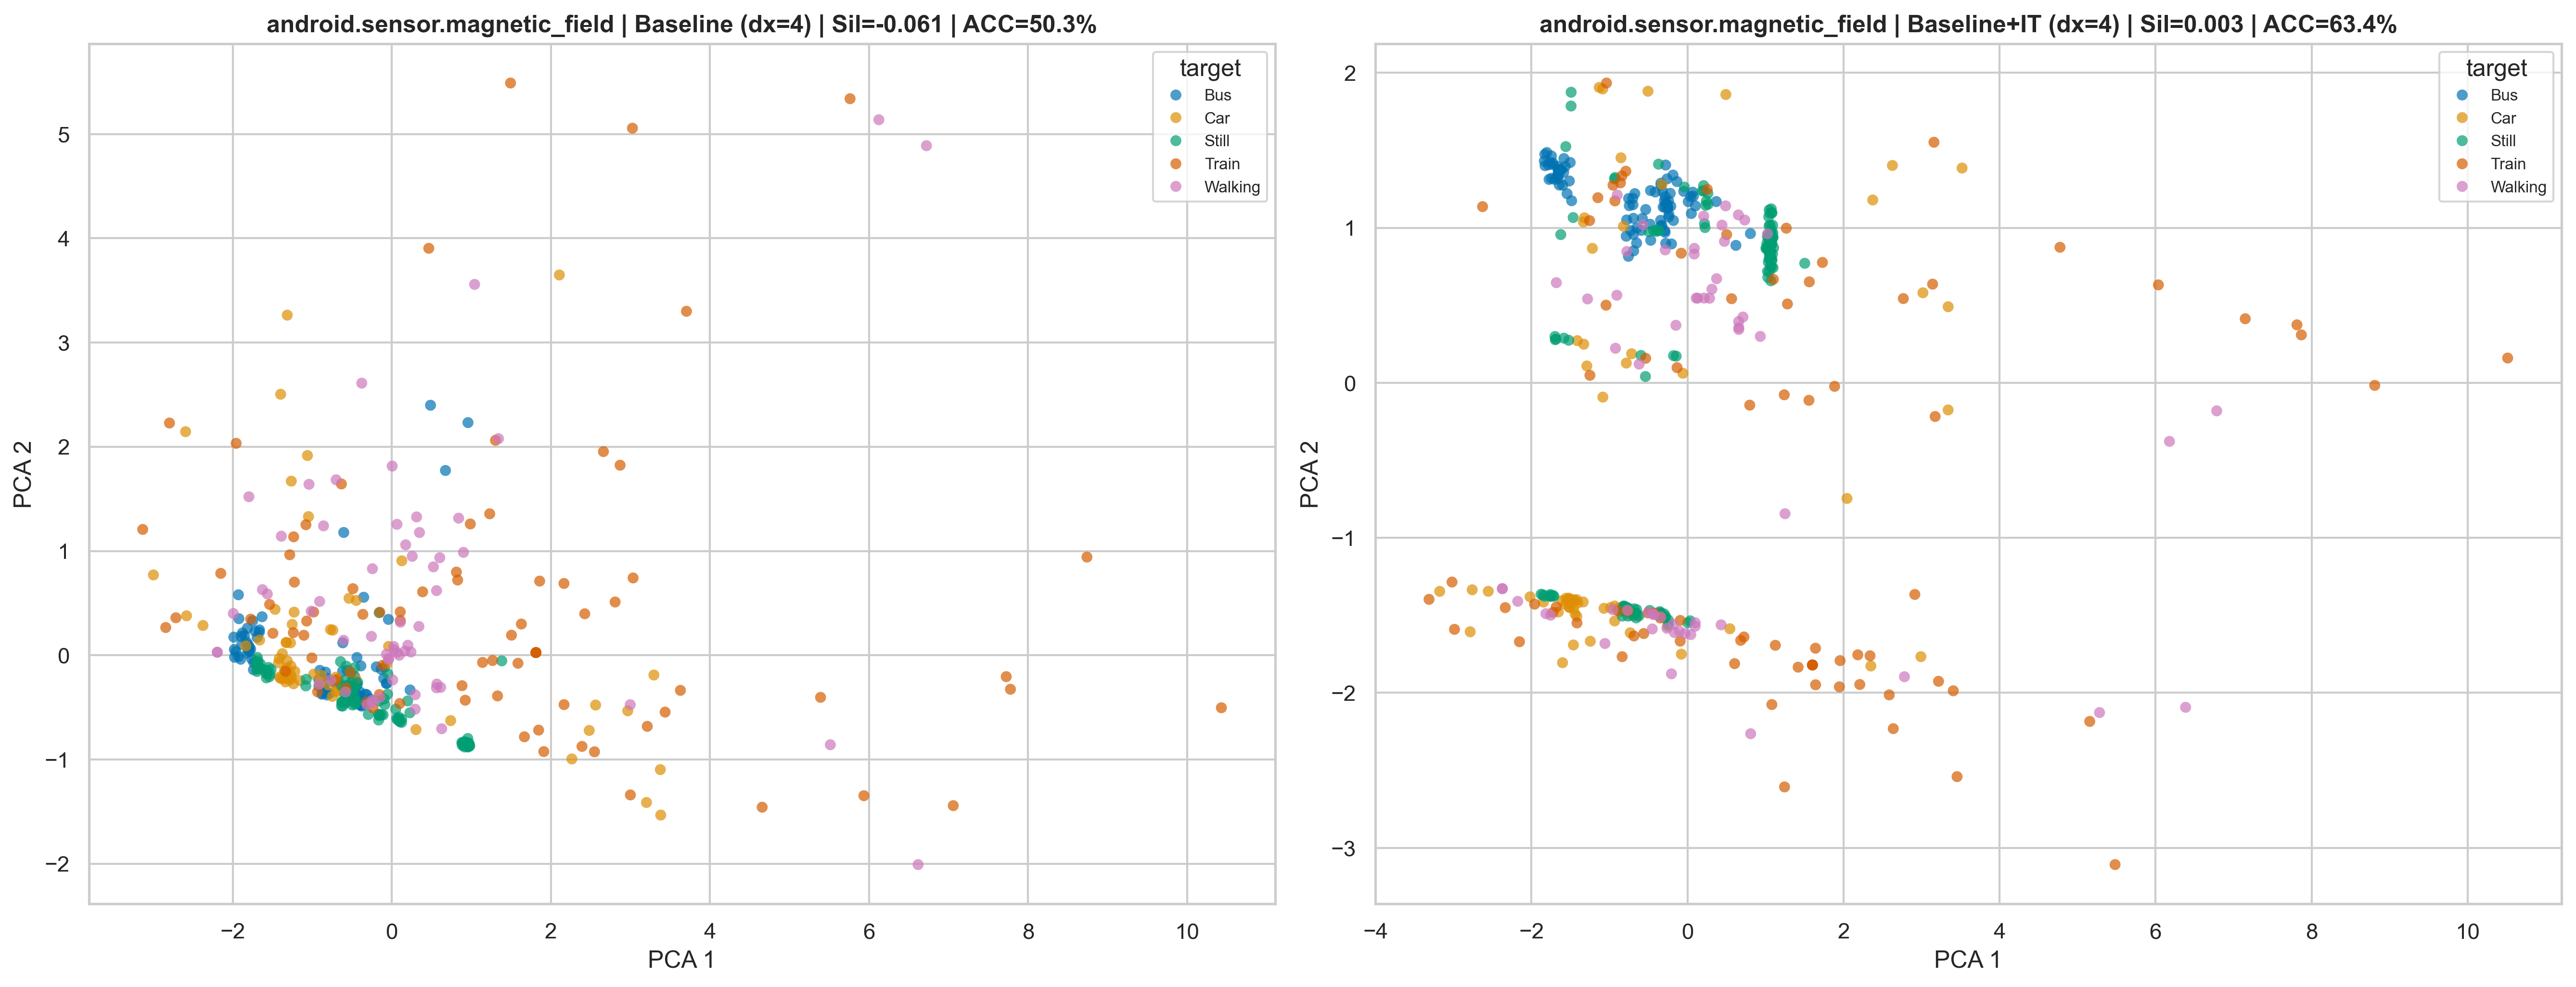 android.sensor.magnetic_field | Baseline (dx=4) | Sil=-0.061 | ACC=50.3%
target
Bus
Car
Still
Train
Walking
5
4
3
2
1
0
−1
−2
PCA 2
−2 0 2 4 6 8 10
PCA 1
android.sensor.magnetic_field | Baseline+IT (dx=4) | Sil=0.003 | ACC=63.4%
target
Bus
Car
Still
Train
Walking
2
1
0
−1
−2
−3
PCA 2
−4 −2 0 2 4 6 8 10
PCA 1